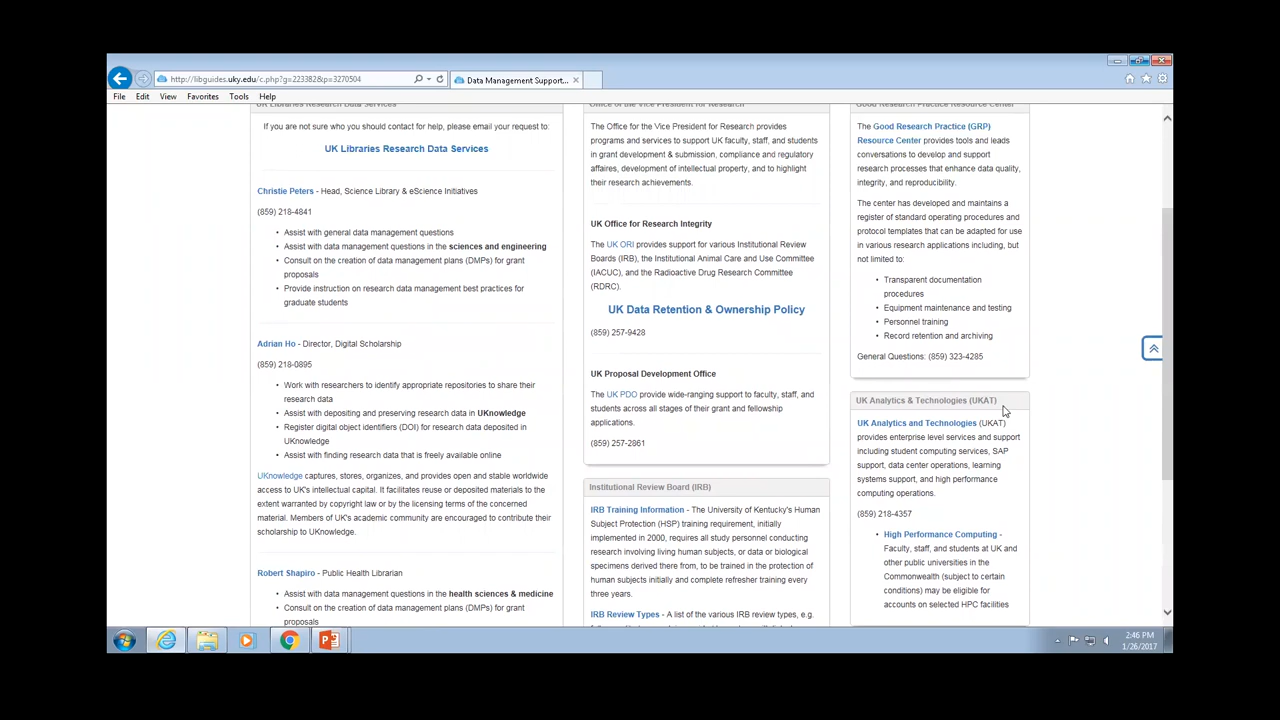 http://libguides.uky.edu/c.php?g=223382&p=3270504
Data Management Support...
File Edit View Favorites Tools Help
UK Libraries Research Data Services
If you are not sure who you should contact for help, please email your request to:
UK Libraries Research Data Services
Christie Peters - Head, Science Library & eScience Initiatives
(859) 218-4841
• Assist with general data management questions
• Assist with data management questions in the sciences and engineering
• Consult on the creation of data management plans (DMPs) for grant
proposals
• Provide instruction on research data management best practices for
graduate students
Adrian Ho - Director, Digital Scholarship
(859) 218-0895
• Work with researchers to identify appropriate repositories to share their
research data
• Assist with depositing and preserving research data in UKnowledge
• Register digital object identifiers (DOI) for research data deposited in
UKnowledge
• Assist with finding research data that is freely available online
UKnowledge captures, stores, organizes, and provides open and stable worldwide
access to UK's intellectual capital. It facilitates reuse or deposited materials to the
extent warranted by copyright law or by the licensing terms of the concerned
material. Members of UK's academic community are encouraged to contribute their
scholarship to UKnowledge.
Robert Shapiro - Public Health Librarian
• Assist with data management questions in the health sciences & medicine
• Consult on the creation of data management plans (DMPs) for grant
proposals
Office of the Vice President for Research
The Office for the Vice President for Research provides
programs and services to support UK faculty, staff, and students
in grant development & submission, compliance and regulatory
affaires, development of intellectual property, and to highlight
their research achievements.
UK Office for Research Integrity
The UK ORI provides support for various Institutional Review
Boards (IRB), the Institutional Animal Care and Use Committee
(IACUC), and the Radioactive Drug Research Committee
(RDRC).
UK Data Retention & Ownership Policy
(859) 257-9428
UK Proposal Development Office
The UK PDO provide wide-ranging support to faculty, staff, and
students across all stages of their grant and fellowship
applications.
(859) 257-2861
Institutional Review Board (IRB)
IRB Training Information - The University of Kentucky's Human
Subject Protection (HSP) training requirement, initially
implemented in 2000, requires all study personnel conducting
research involving living human subjects, or data or biological
specimens derived there from, to be trained in the protection of
human subjects initially and complete refresher training every
three years.
IRB Review Types - A list of the various IRB review types, e.g.
Good Research Practice Resource Center
The Good Research Practice (GRP)
Resource Center provides tools and leads
conversations to develop and support
research processes that enhance data quality,
integrity, and reproducibility.
The center has developed and maintains a
register of standard operating procedures and
protocol templates that can be adapted for use
in various research applications including, but
not limited to:
• Transparent documentation
procedures
• Equipment maintenance and testing
• Personnel training
• Record retention and archiving
General Questions: (859) 323-4285
UK Analytics & Technologies (UKAT)
UK Analytics and Technologies (UKAT)
provides enterprise level services and support
including student computing services, SAP
support, data center operations, learning
systems support, and high performance
computing operations.
(859) 218-4357
• High Performance Computing -
Faculty, staff, and students at UK and
other public universities in the
Commonwealth (subject to certain
conditions) may be eligible for
accounts on selected HPC facilities
2:46 PM
1/26/2017